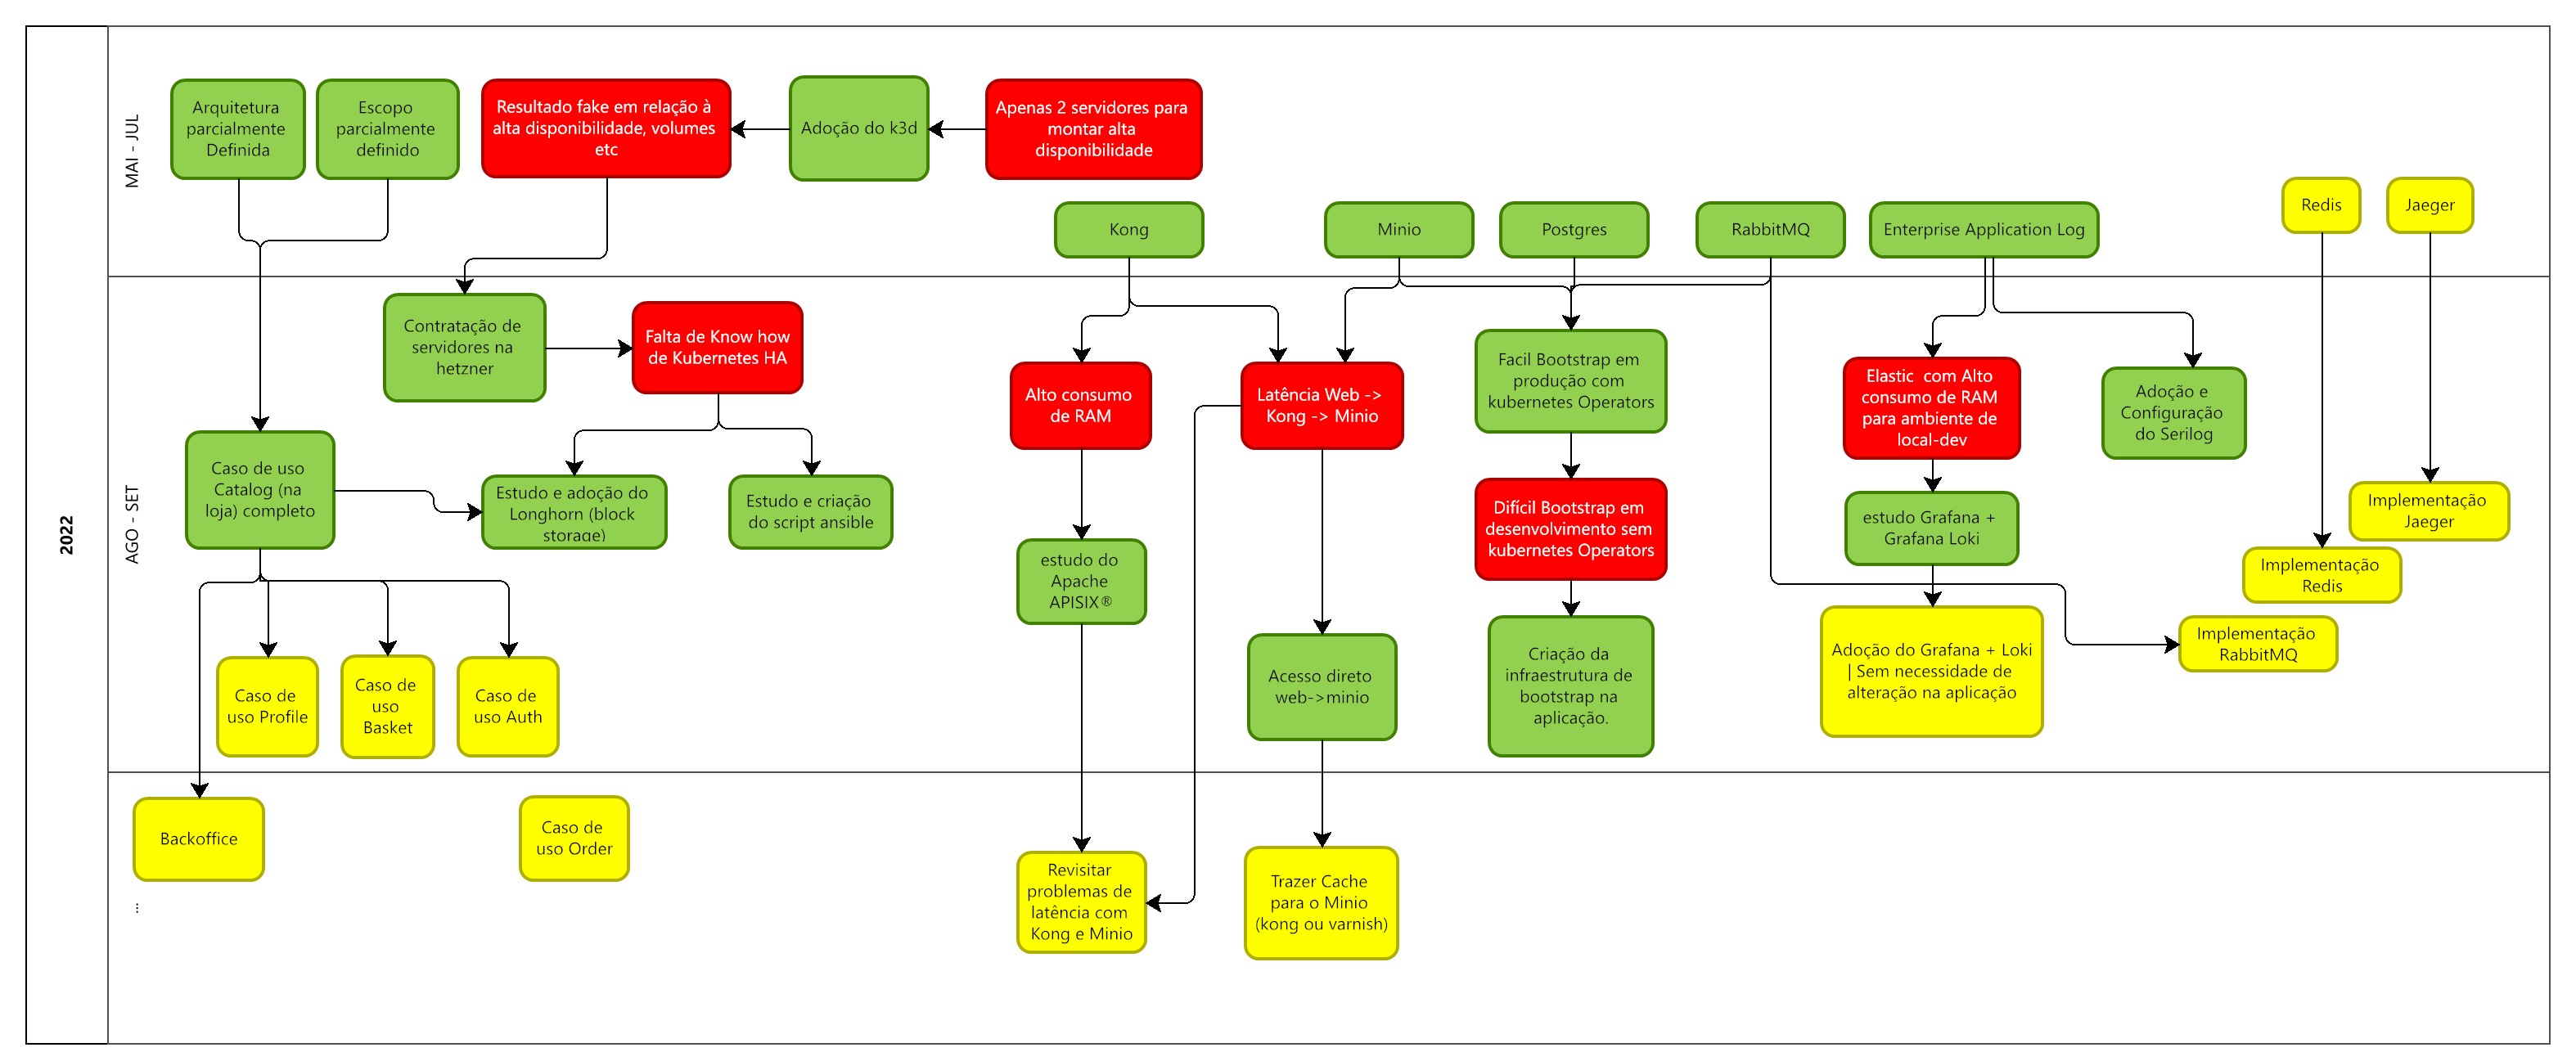 2022
MAI - JUL
Arquitetura
parcialmente
Definida
Escopo
parcialmente
definido
Resultado fake em relação à
alta disponibilidade, volumes
etc
Adoção do k3d
Apenas 2 servidores para
montar alta
disponibilidade
Kong
Minio
Postgres
RabbitMQ
Enterprise Application Log
Redis
Jaeger
AGO - SET
Contratação de
servidores na
hetzner
Falta de Know how
de Kubernetes HA
Alto consumo
de RAM
Latência Web ->
Kong -> Minio
Facil Bootstrap em
produção com
kubernetes Operators
Elastic  com Alto
consumo de RAM
para ambiente de
local-dev
Adoção e
Configuração
do Serilog
Caso de uso
Catalog (na
loja) completo
Estudo e adoção do
Longhorn (block
storage)
Estudo e criação
do script ansible
estudo do
Apache
APISIX®
Difícil Bootstrap em
desenvolvimento sem
kubernetes Operators
estudo Grafana +
Grafana Loki
Implementação
Jaeger
Implementação
Redis
Caso de
uso Profile
Caso de
uso
Basket
Caso de
uso Auth
Acesso direto
web->minio
Criação da
infraestrutura de
bootstrap na
aplicação.
Adoção do Grafana + Loki
| Sem necessidade de
alteração na aplicação
Implementação
RabbitMQ
...
Backoffice
Caso de
uso Order
Revisitar
problemas de
latência com
Kong e Minio
Trazer Cache
para o Minio
(kong ou varnish)